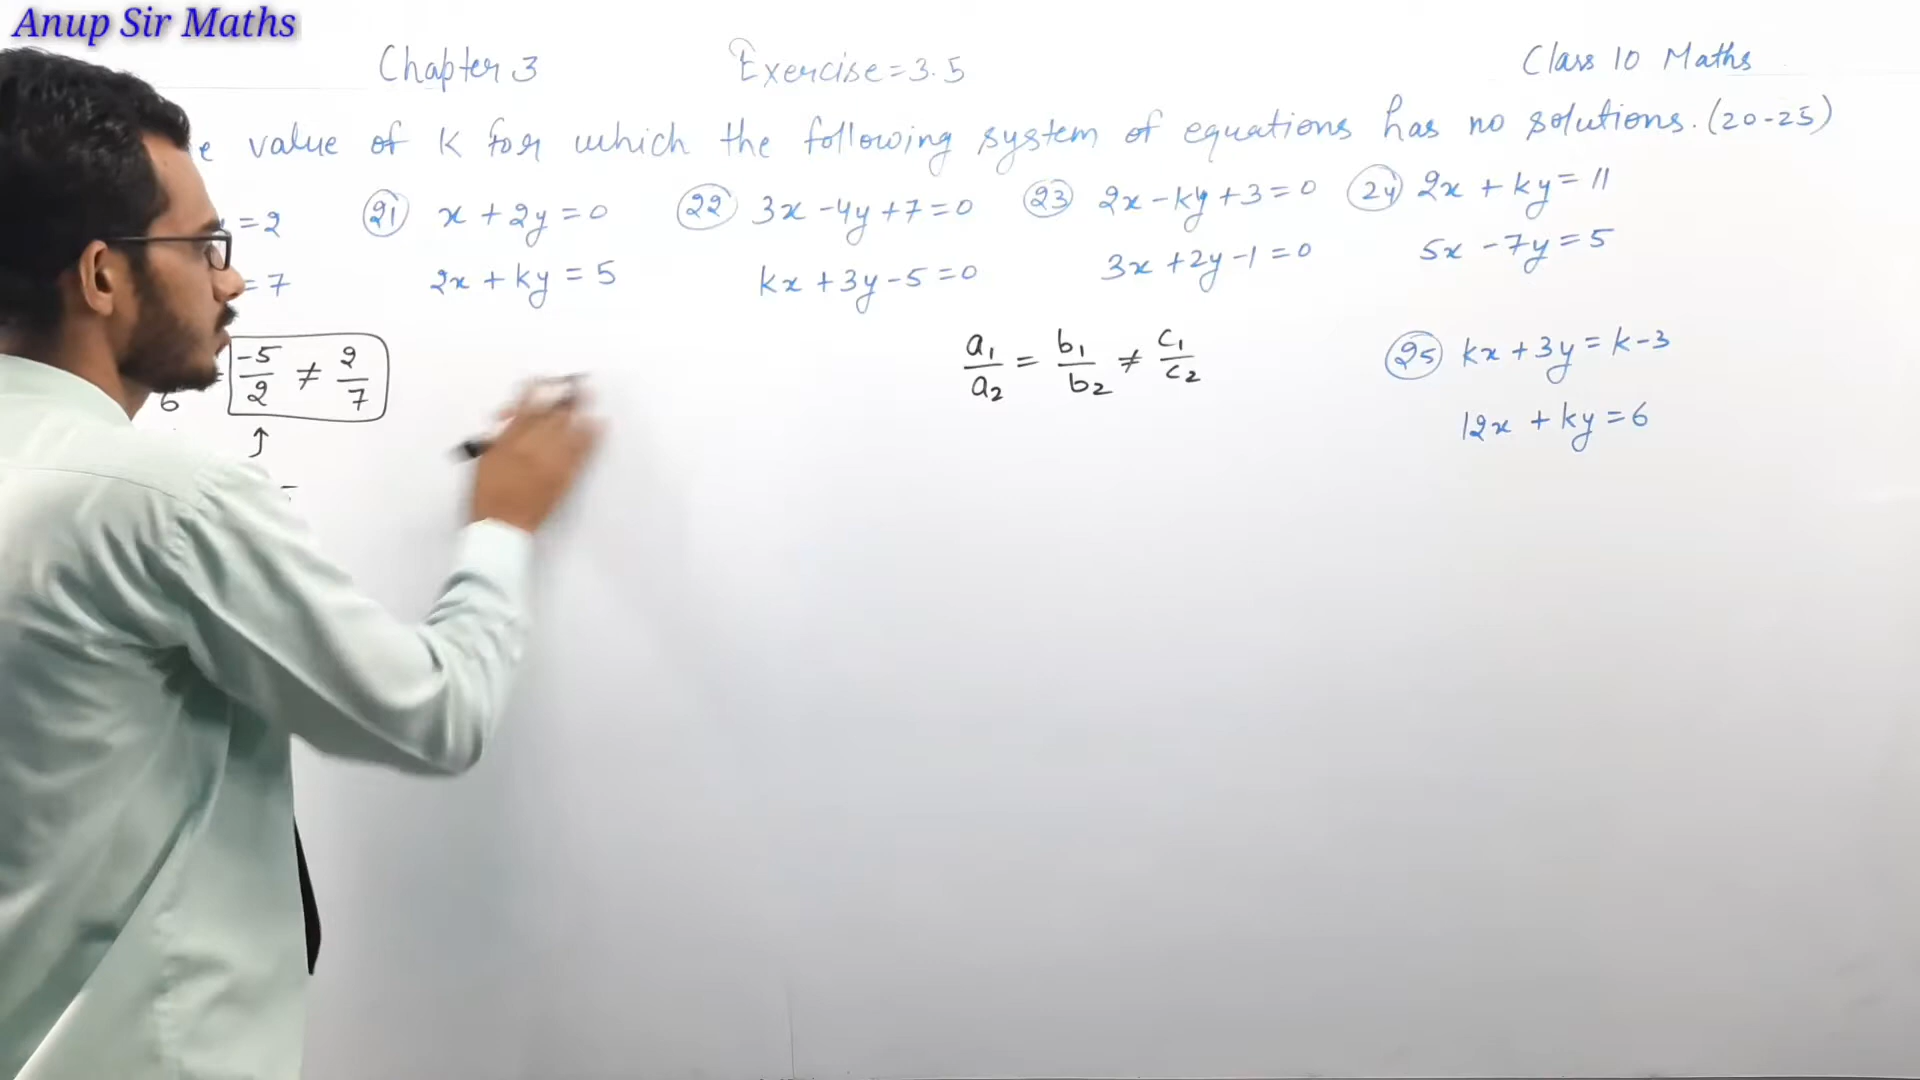 Anup Sir Maths
Chapter 3 Exercise = 3.5 Class 10 Maths
value of K for which the following system of equations has no solutions. (20-25)
= 2
= 7
21 x + 2y = 0
2x + ky = 5
22 3x - 4y + 7 = 0
kx + 3y - 5 = 0
23 2x - ky + 3 = 0
3x + 2y - 1 = 0
24 2x + ky = 11
5x - 7y = 5
25 kx + 3y = k - 3
12x + ky = 6
6 = -5/2 ≠ 2/7
↑
a₁/a₂ = b₁/b₂ ≠ c₁/c₂